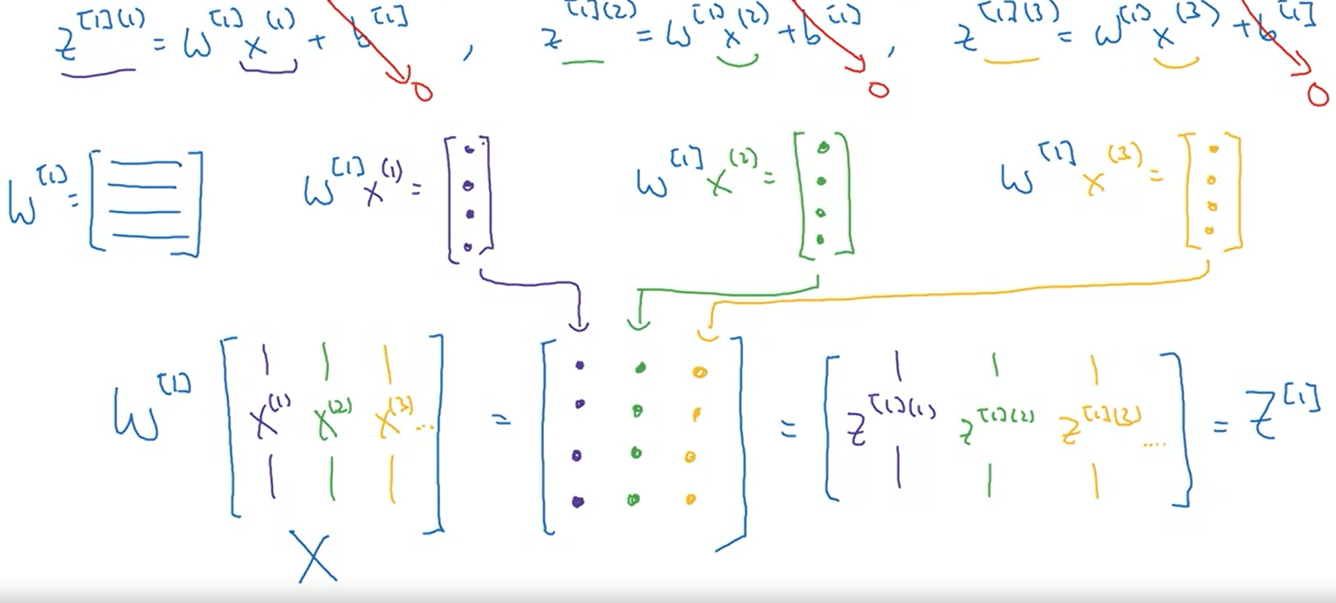 z^[1](1) = W^[1] x^(1) + b^[1] , z^[1](2) = W^[1] x^(2) + b^[1] , z^[1](3) = W^[1] x^(3) + b^[1]
0 0 0
W^[1] = [ ] W^[1] x^(1) = [ ] W^[1] x^(2) = [ ] W^[1] x^(3) = [ ]
W^[1] [ x^(1) x^(2) x^(3) ... ] = [ ] = [ z^[1](1) z^[1](2) z^[1](3) .... ] = Z^[1]
X